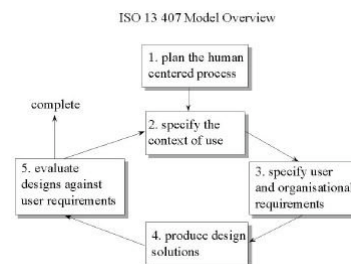 ISO 13 407 Model Overview
1. plan the human
centered process
complete
2. specify the
context of use
3. specify user
and organisational
requirements
4. produce design
solutions
5. evaluate
designs against
user requirements